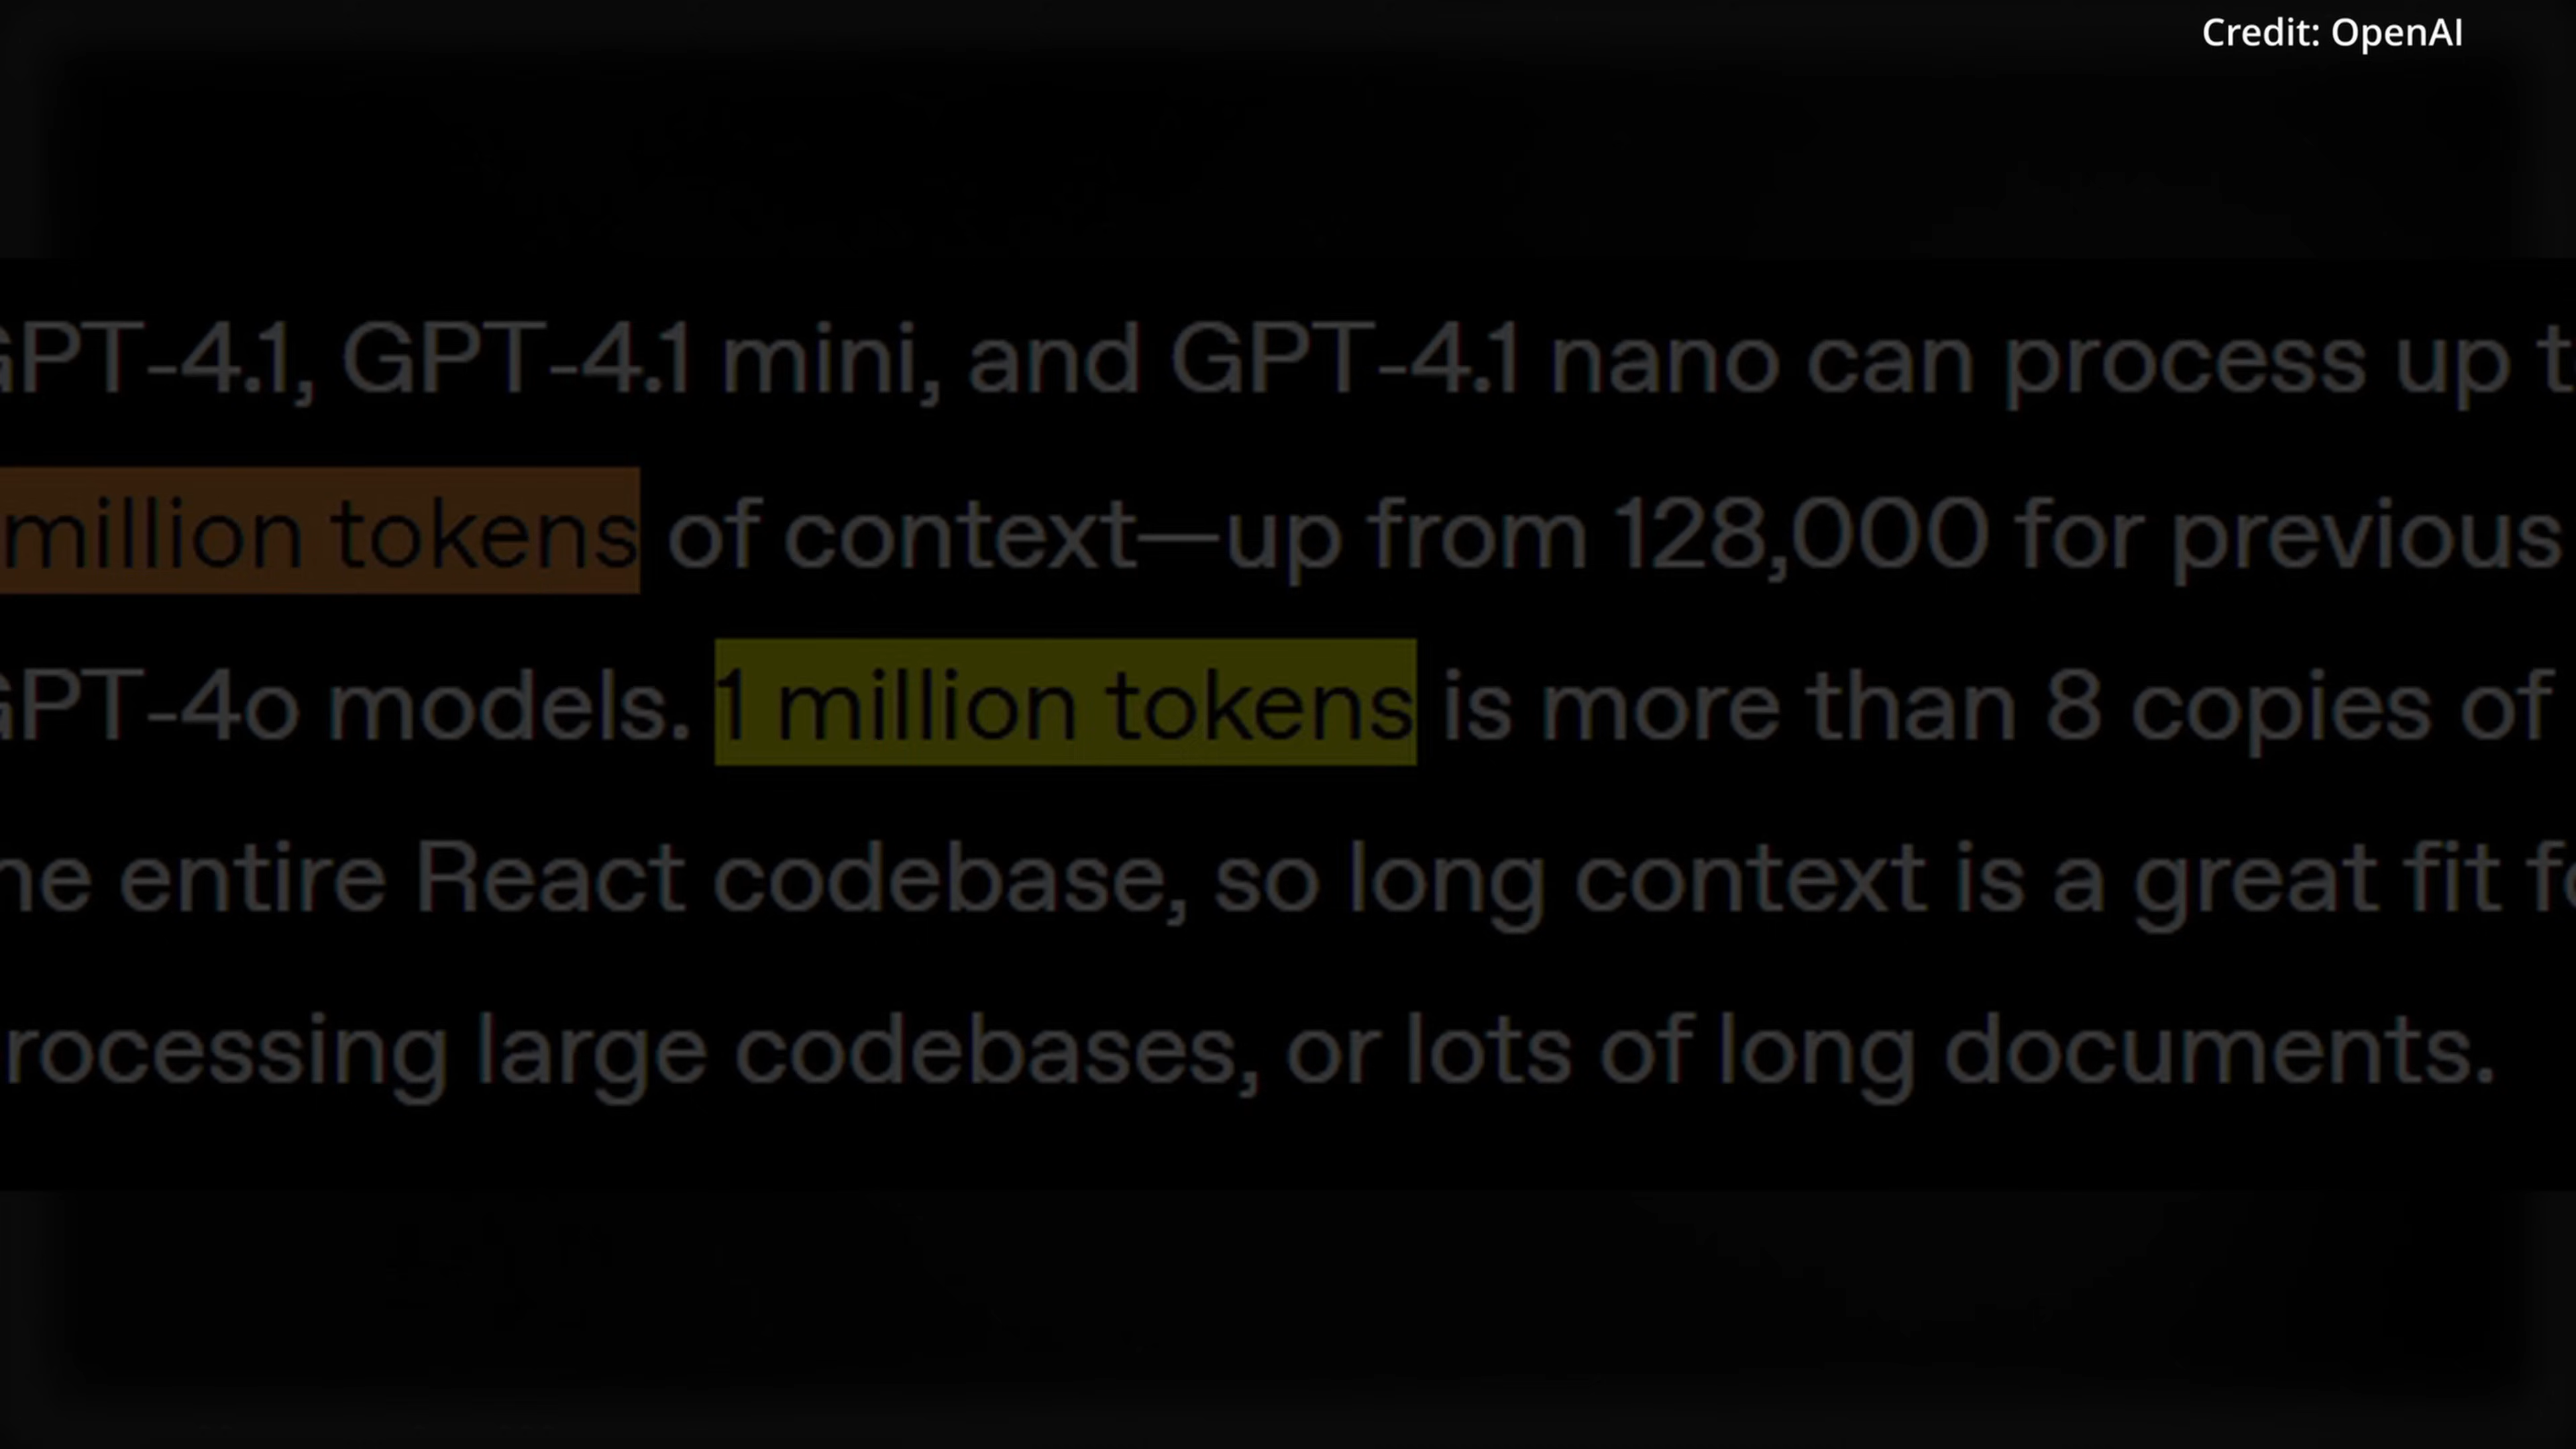 Credit: OpenAI
GPT-4.1, GPT-4.1 mini, and GPT-4.1 nano can process up t
million tokens of context—up from 128,000 for previous
GPT-4o models. 1 million tokens is more than 8 copies of
he entire React codebase, so long context is a great fit fo
rocessing large codebases, or lots of long documents.